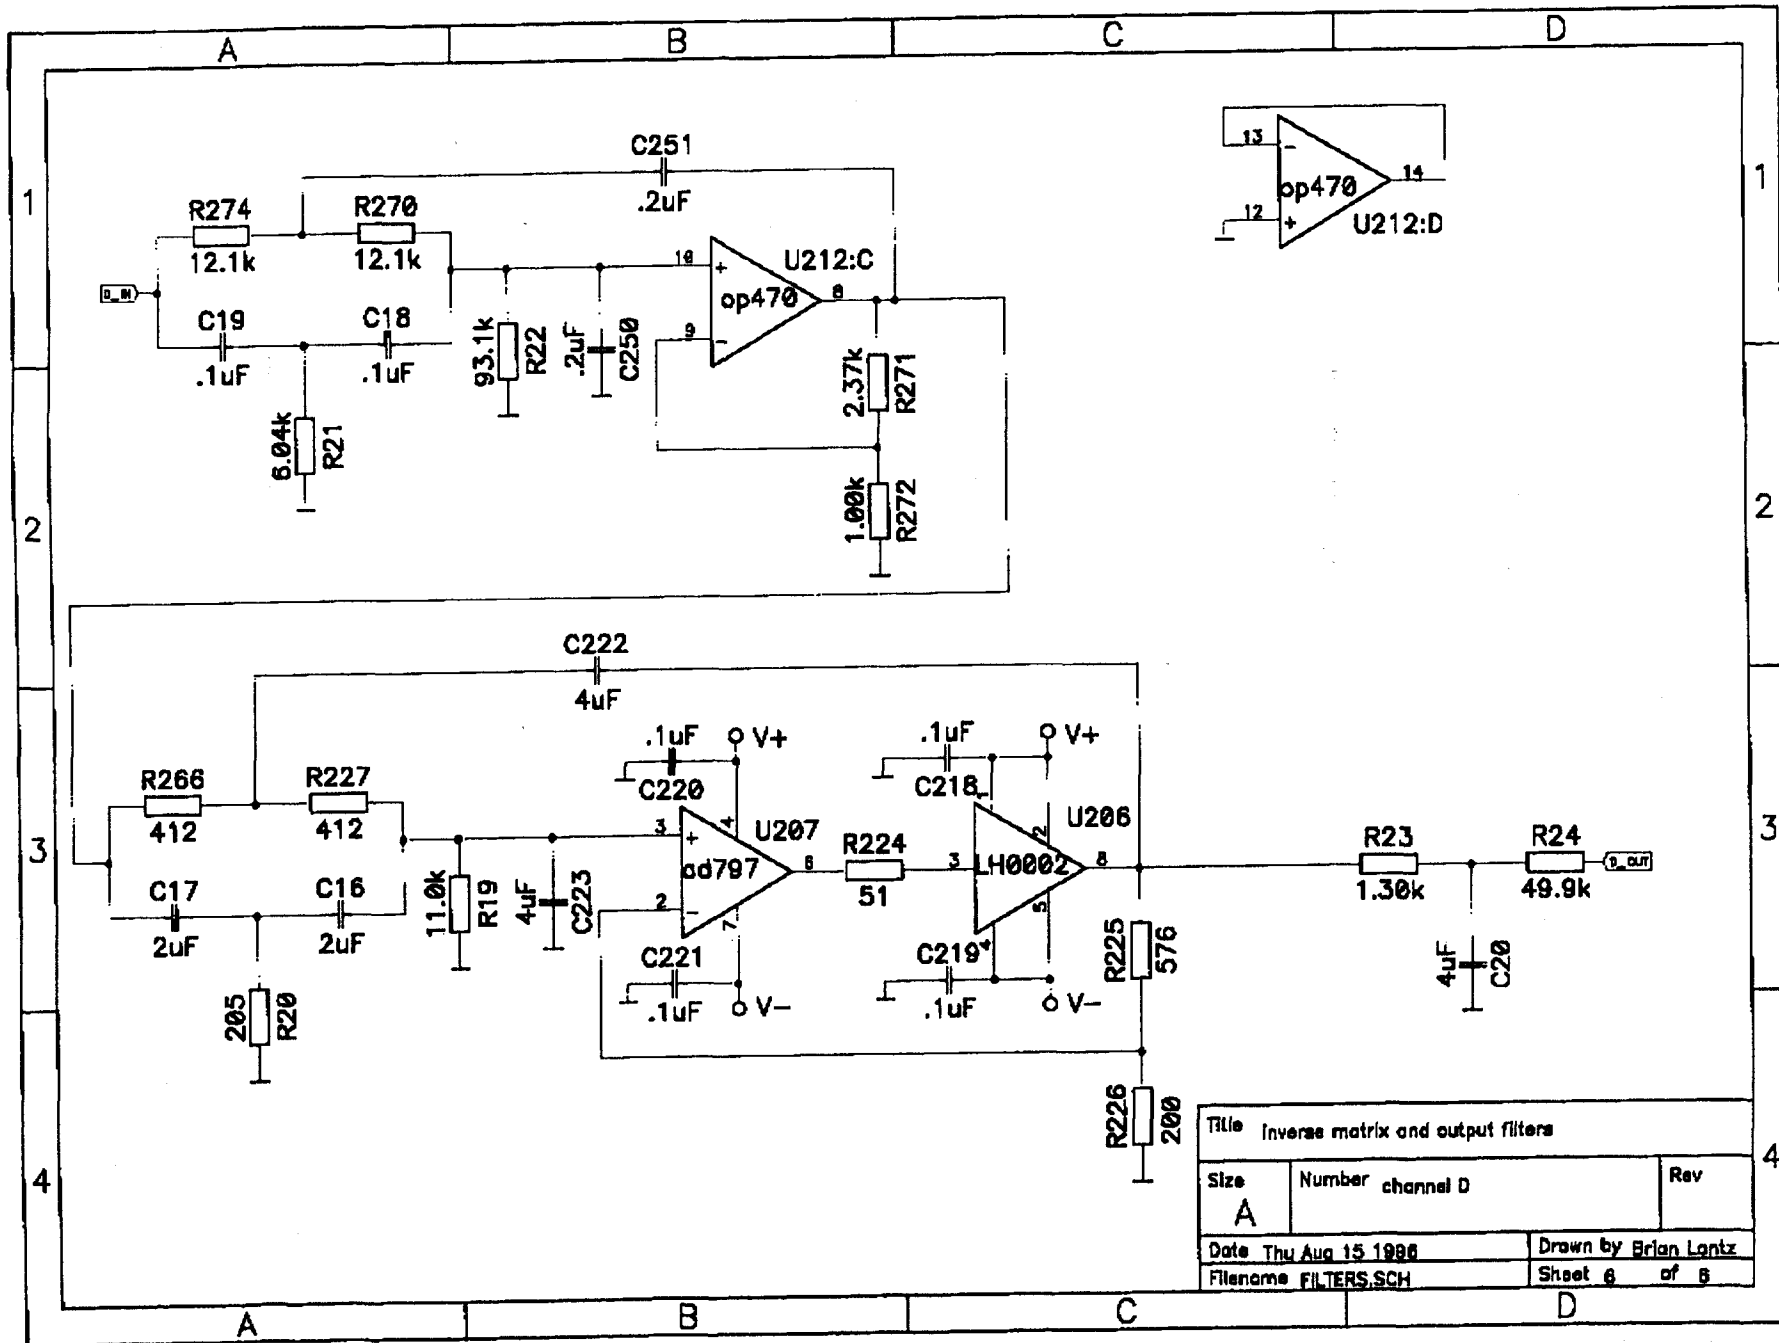 A B C D
1
C251
.2uF
R274
12.1k
R270
12.1k
D_IN
C19
.1uF
C18
.1uF
6.04k
R21
93.1k
R22
.2uF
C250
10
+
9
-
op470
U212:C
8
2.37k
R271
1.00k
R272
13
-
12
+
op470
14
U212:D
1
2
2
C222
4uF
3
R266
412
R227
412
C17
2uF
C16
2uF
205
R20
11.0k
R19
4uF
C223
.1uF
C220
V+
3
+
2
-
4
7
ad797
U207
6
C221
.1uF
V-
R224
51
.1uF
C218
V+
1
2
3
LH0002
U206
8
5
4
C219
.1uF
V-
R225
576
R226
200
R23
1.30k
R24
49.9k
D_OUT
4uF
C20
3
4
4
Title Inverse matrix and output filters
Size
A
Number channel D
Rev
Date Thu Aug 15 1996
Drawn by Brian Lantz
Filename FILTERS.SCH
Sheet 6 of 6
A B C D